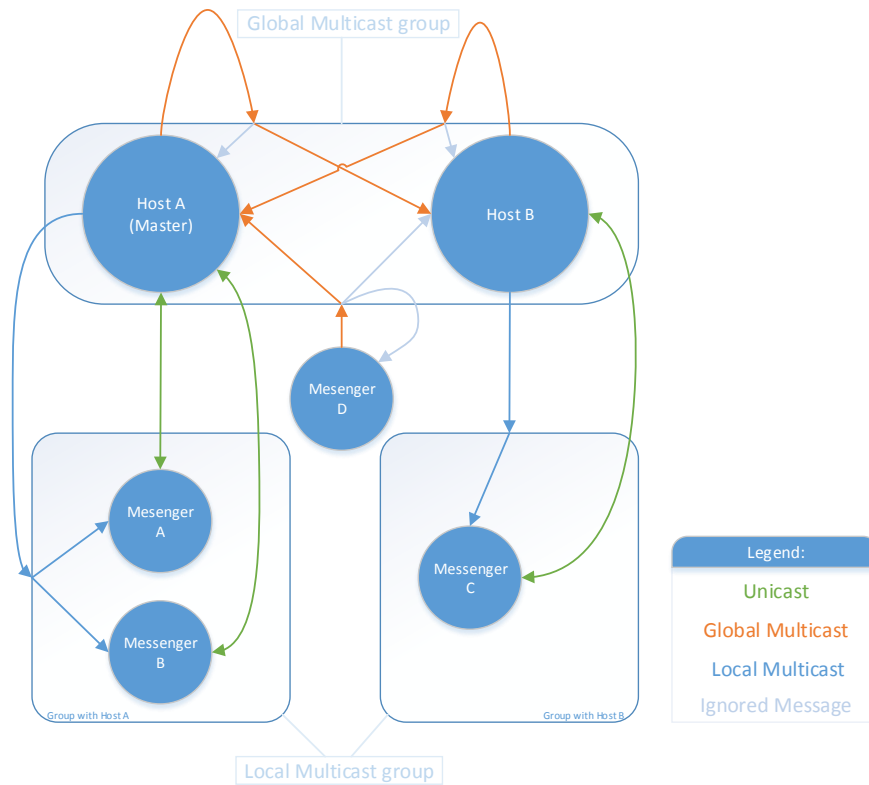 Global Multicast group
Host A
(Master)
Host B
Mesenger
D
Mesenger
A
Messenger
B
Messenger
C
Group with Host A
Group with Host B
Local Multicast group
Legend:
Unicast
Global Multicast
Local Multicast
Ignored Message